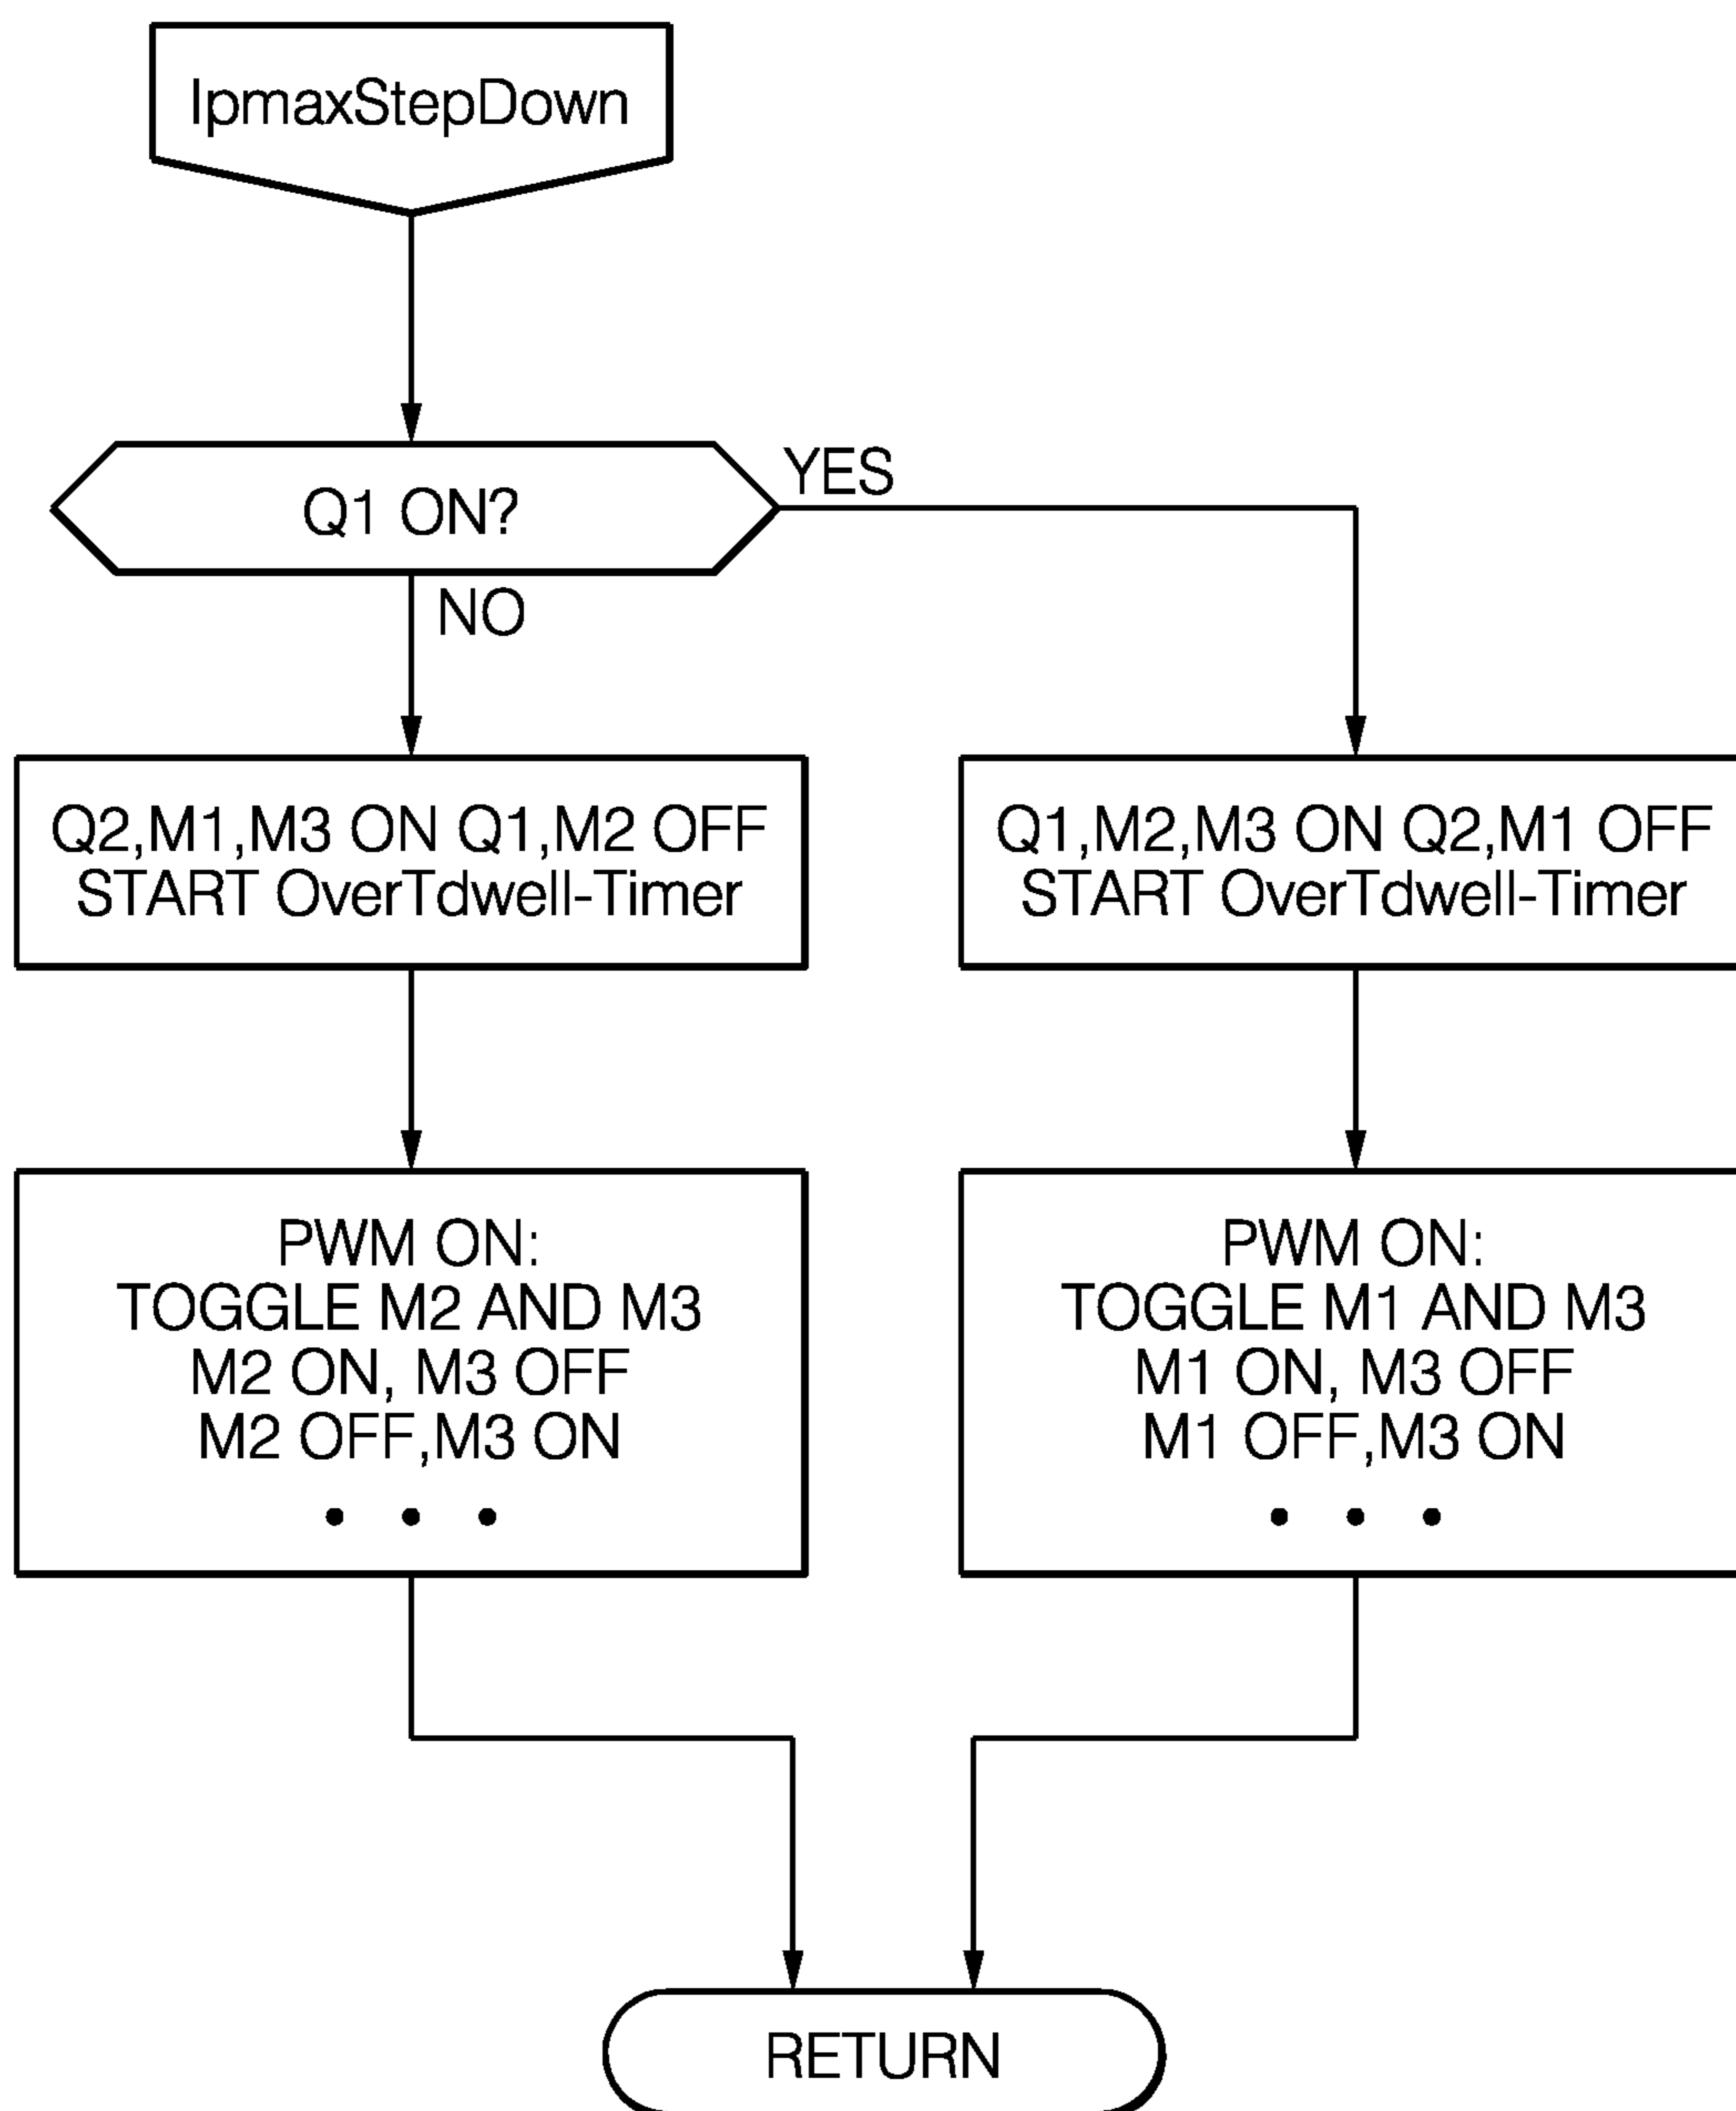 IpmaxStepDown
Q1 ON?
YES
NO
Q2,M1,M3 ON Q1,M2 OFF
START OverTdwell-Timer
Q1,M2,M3 ON Q2,M1 OFF
START OverTdwell-Timer
PWM ON:
TOGGLE M2 AND M3
M2 ON, M3 OFF
M2 OFF,M3 ON
• • •
PWM ON:
TOGGLE M1 AND M3
M1 ON, M3 OFF
M1 OFF,M3 ON
• • •
RETURN